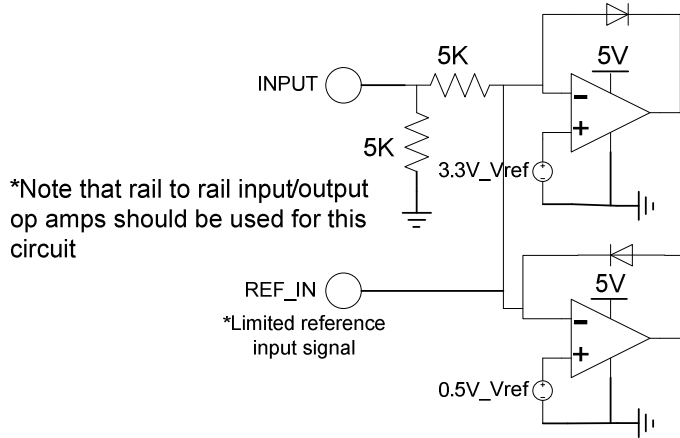 5K
5V
INPUT
5K
3.3V_Vref
*Note that rail to rail input/output
op amps should be used for this
circuit
5V
REF_IN
*Limited reference
input signal
0.5V_Vref